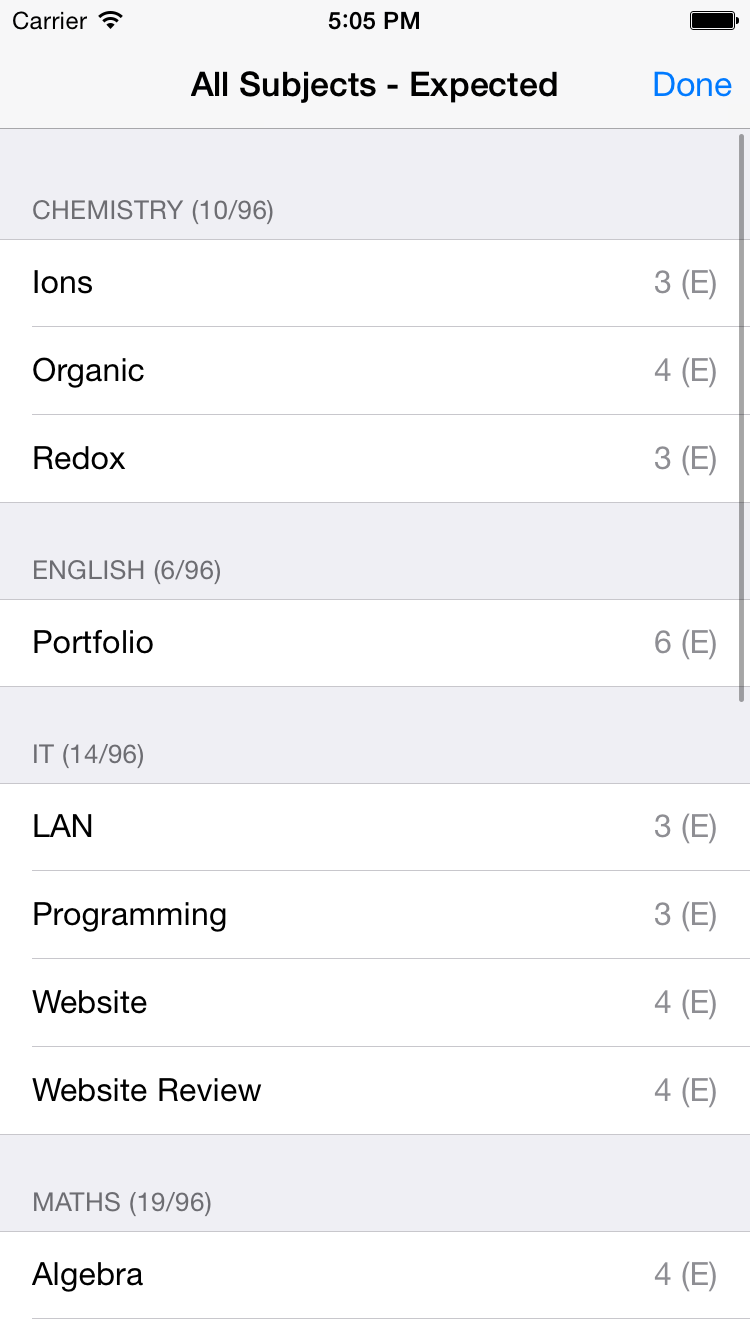 Carrier 5:05 PM
All Subjects - Expected Done
CHEMISTRY (10/96)
Ions 3 (E)
Organic 4 (E)
Redox 3 (E)
ENGLISH (6/96)
Portfolio 6 (E)
IT (14/96)
LAN 3 (E)
Programming 3 (E)
Website 4 (E)
Website Review 4 (E)
MATHS (19/96)
Algebra 4 (E)